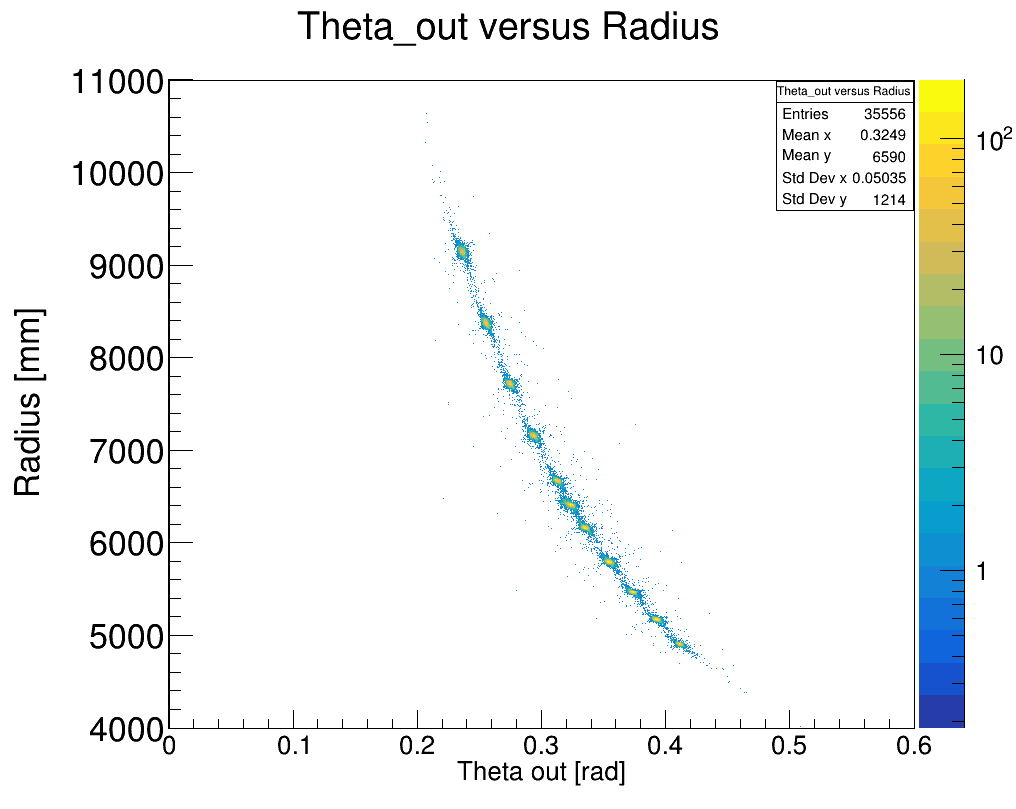 Theta_out versus Radius
Theta_out versus Radius
Entries 35556
Mean x 0.3249
Mean y 6590
Std Dev x 0.05035
Std Dev y 1214
11000
10000
9000
8000
7000
6000
5000
4000
Radius [mm]
0 0.1 0.2 0.3 0.4 0.5 0.6
Theta out [rad]
10²
10
1